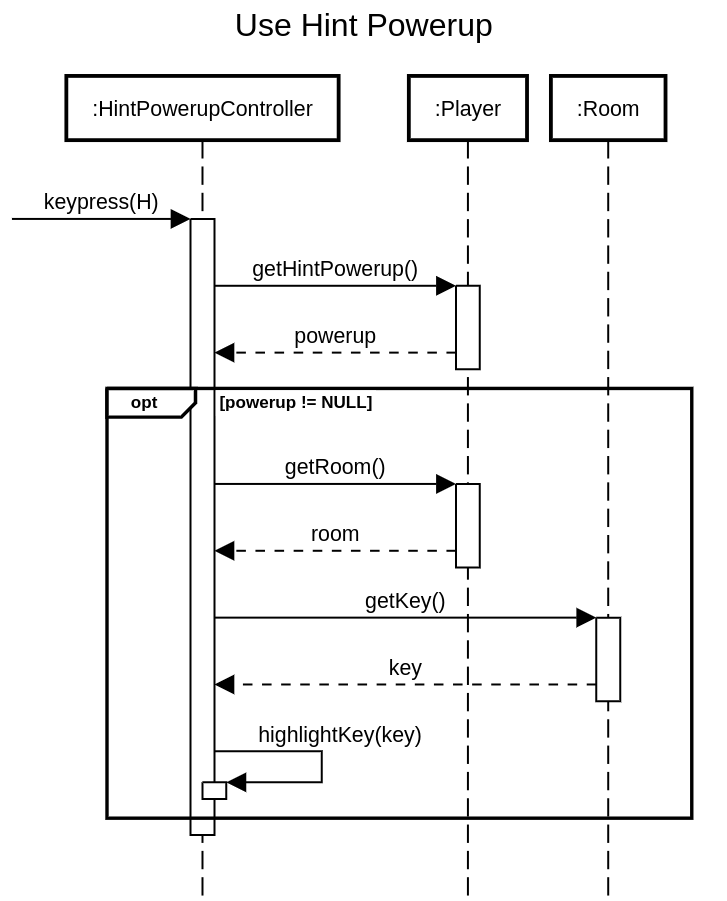 Use Hint Powerup
:HintPowerupController
:Player
:Room
keypress(H)
getHintPowerup()
powerup
opt
[powerup != NULL]
getRoom()
room
getKey()
key
highlightKey(key)